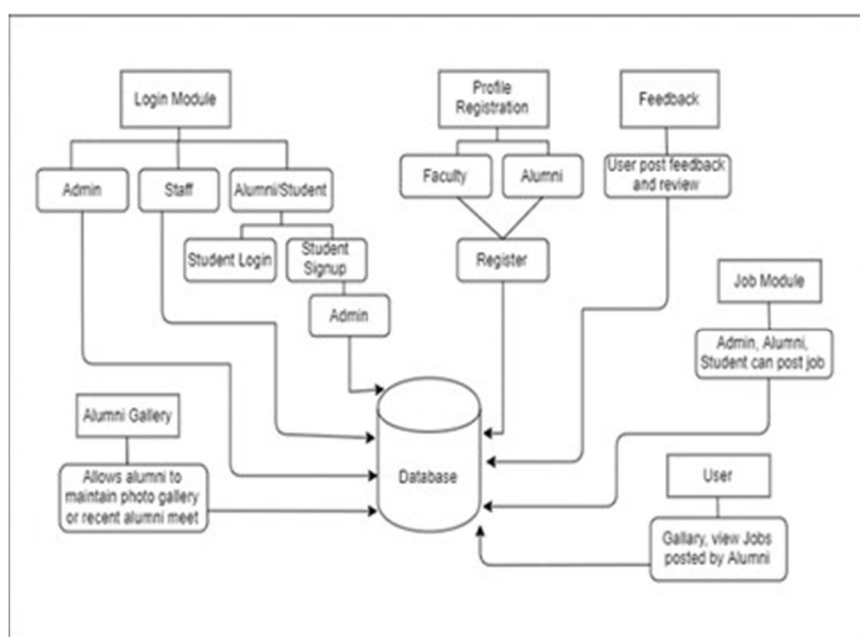 Login Module
Admin
Staff
Alumni/Student
Student Login
Student
Signup
Admin
Profile
Registration
Faculty
Alumni
Register
Feedback
User post feedback
and review
Job Module
Admin, Alumni,
Student can post job
Alumni Gallery
Allows alumni to
maintain photo gallery
or recent alumni meet
Database
User
Gallary, view Jobs
posted by Alumni